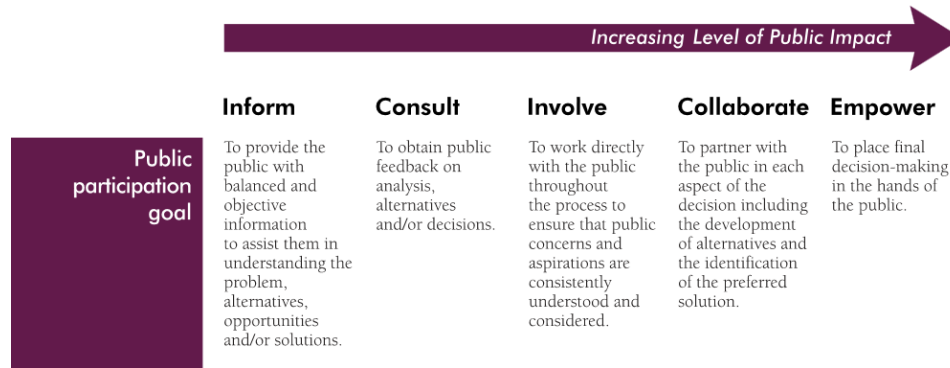 Increasing Level of Public Impact
Inform
To provide the
public with
balanced and
objective
information
to assist them in
understanding the
problem,
alternatives,
opportunities
and/or solutions.
Consult
To obtain public
feedback on
analysis,
alternatives
and/or decisions.
Involve
To work directly
with the public
throughout
the process to
ensure that public
concerns and
aspirations are
consistently
understood and
considered.
Collaborate
To partner with
the public in each
aspect of the
decision including
the development
of alternatives and
the identification
of the preferred
solution.
Empower
To place final
decision-making
in the hands of
the public.
Public
participation
goal